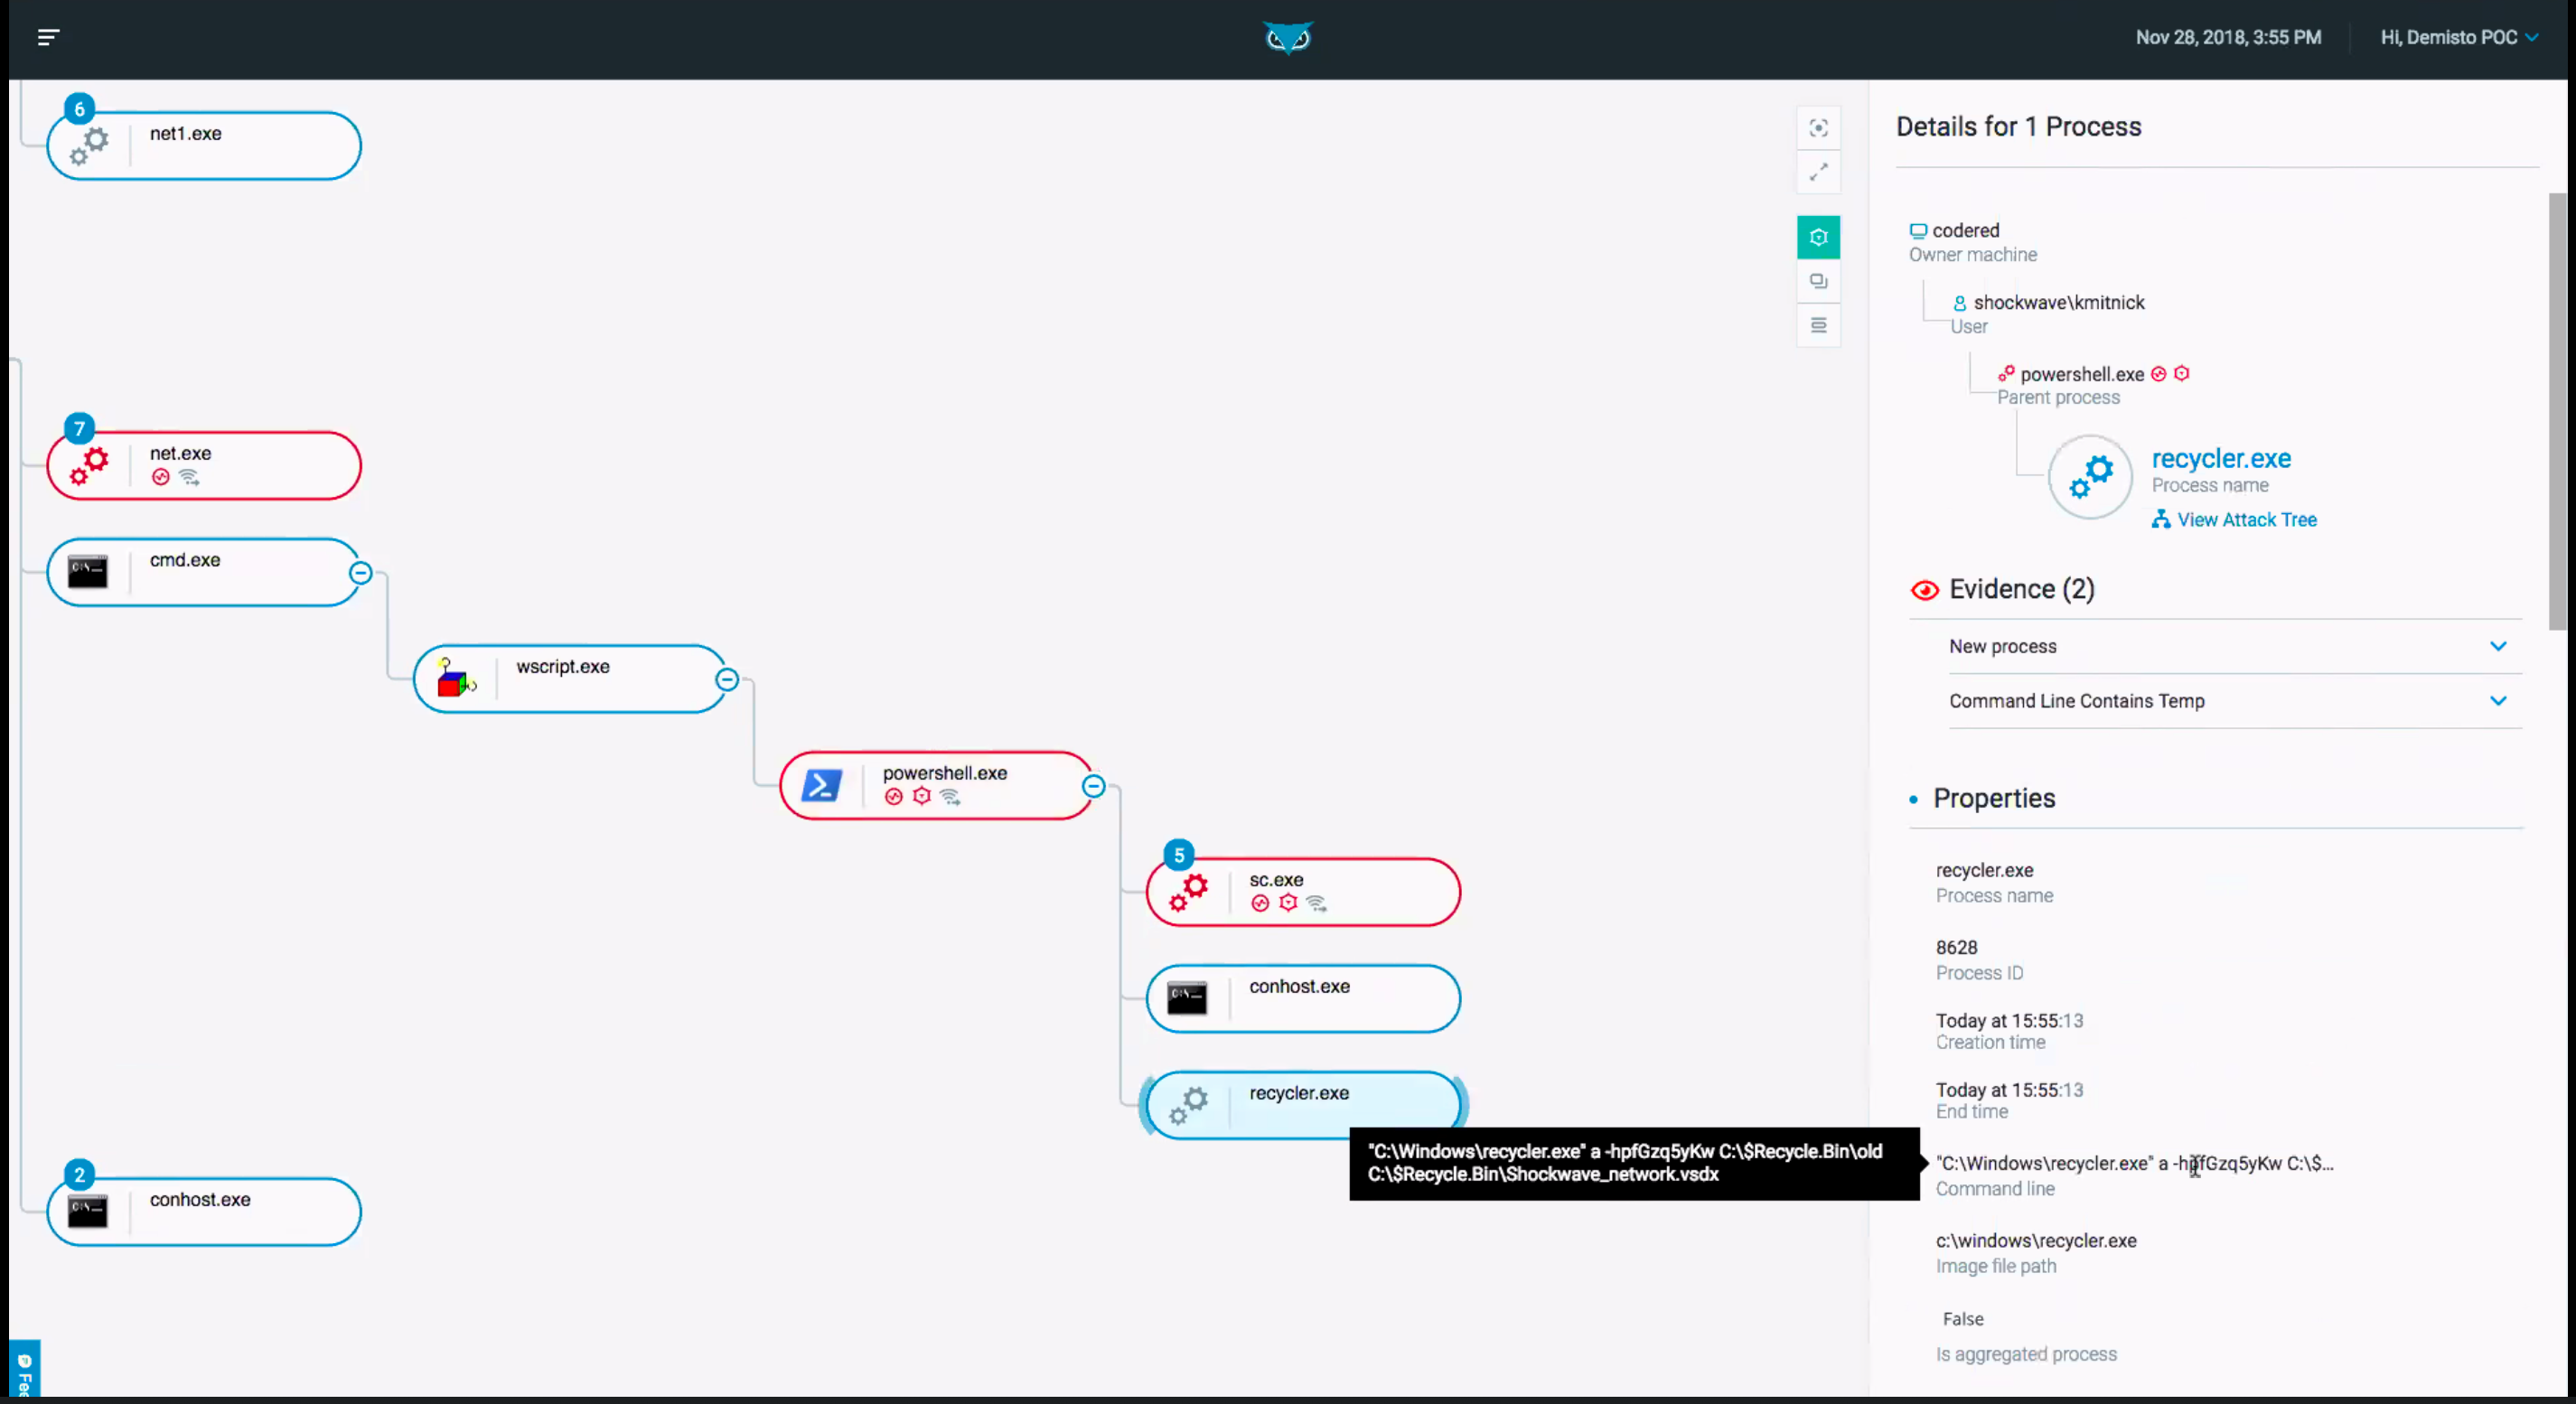 Nov 28, 2018, 3:55 PM
Hi, Demisto POC
6
net1.exe
7
net.exe
cmd.exe
wscript.exe
powershell.exe
5
sc.exe
conhost.exe
recycler.exe
"C:\Windows\recycler.exe" a -hpfGzq5yKw C:\$Recycle.Bin\old
C:\$Recycle.Bin\Shockwave_network.vsdx
2
conhost.exe
Fee
Details for 1 Process
codered
Owner machine
shockwave\kmitnick
User
powershell.exe
Parent process
recycler.exe
Process name
View Attack Tree
Evidence (2)
New process
Command Line Contains Temp
Properties
recycler.exe
Process name
8628
Process ID
Today at 15:55:13
Creation time
Today at 15:55:13
End time
"C:\Windows\recycler.exe" a -hpfGzq5yKw C:\$...
Command line
c:\windows\recycler.exe
Image file path
False
Is aggregated process